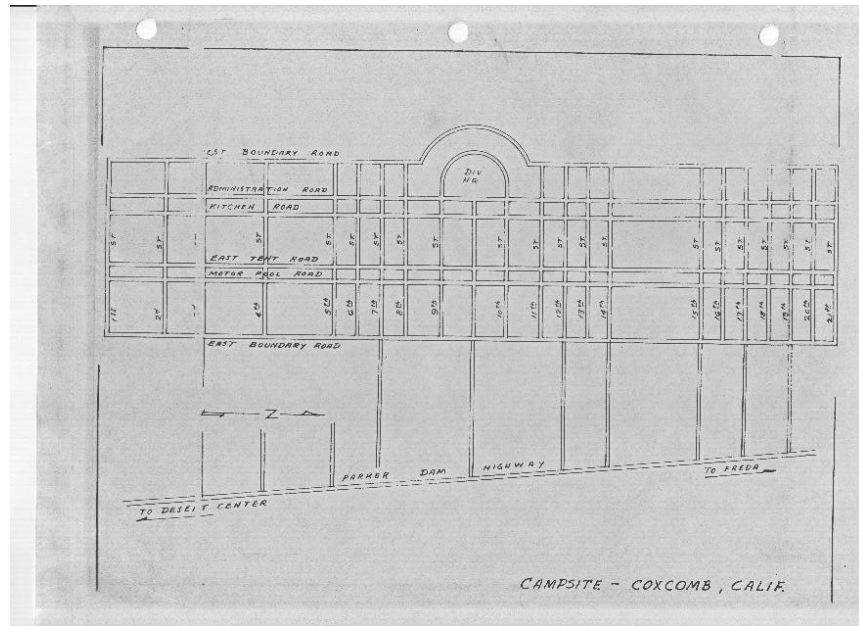 EST BOUNDARY ROAD
DIV
HQ
ADMINISTRATION ROAD
KITCHEN ROAD
ST ST ST ST ST ST ST ST ST ST ST ST ST ST ST ST ST ST ST ST
EAST TENT ROAD
MOTOR POOL ROAD
1ST 2d 4th 5th 6th 7th 8th 9th 10th 11th 12th 13th 14th 15th 16th 17th 18th 19th 20th 21st
EAST BOUNDARY ROAD
Z
PARKER DAM HIGHWAY
TO FREDA
TO DESEIT CENTER
CAMPSITE - COXCOMB, CALIF.